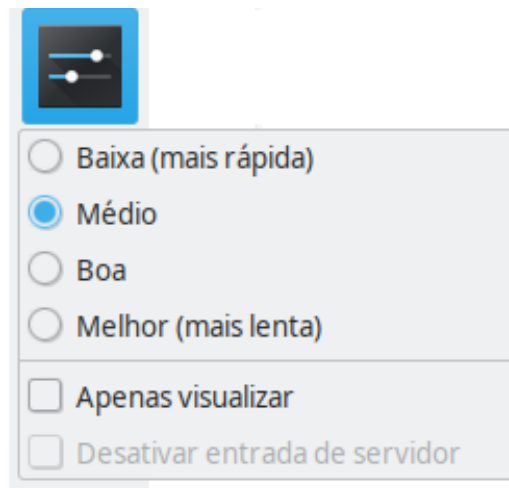 Baixa (mais rápida)
Médio
Boa
Melhor (mais lenta)
Apenas visualizar
Desativar entrada de servidor